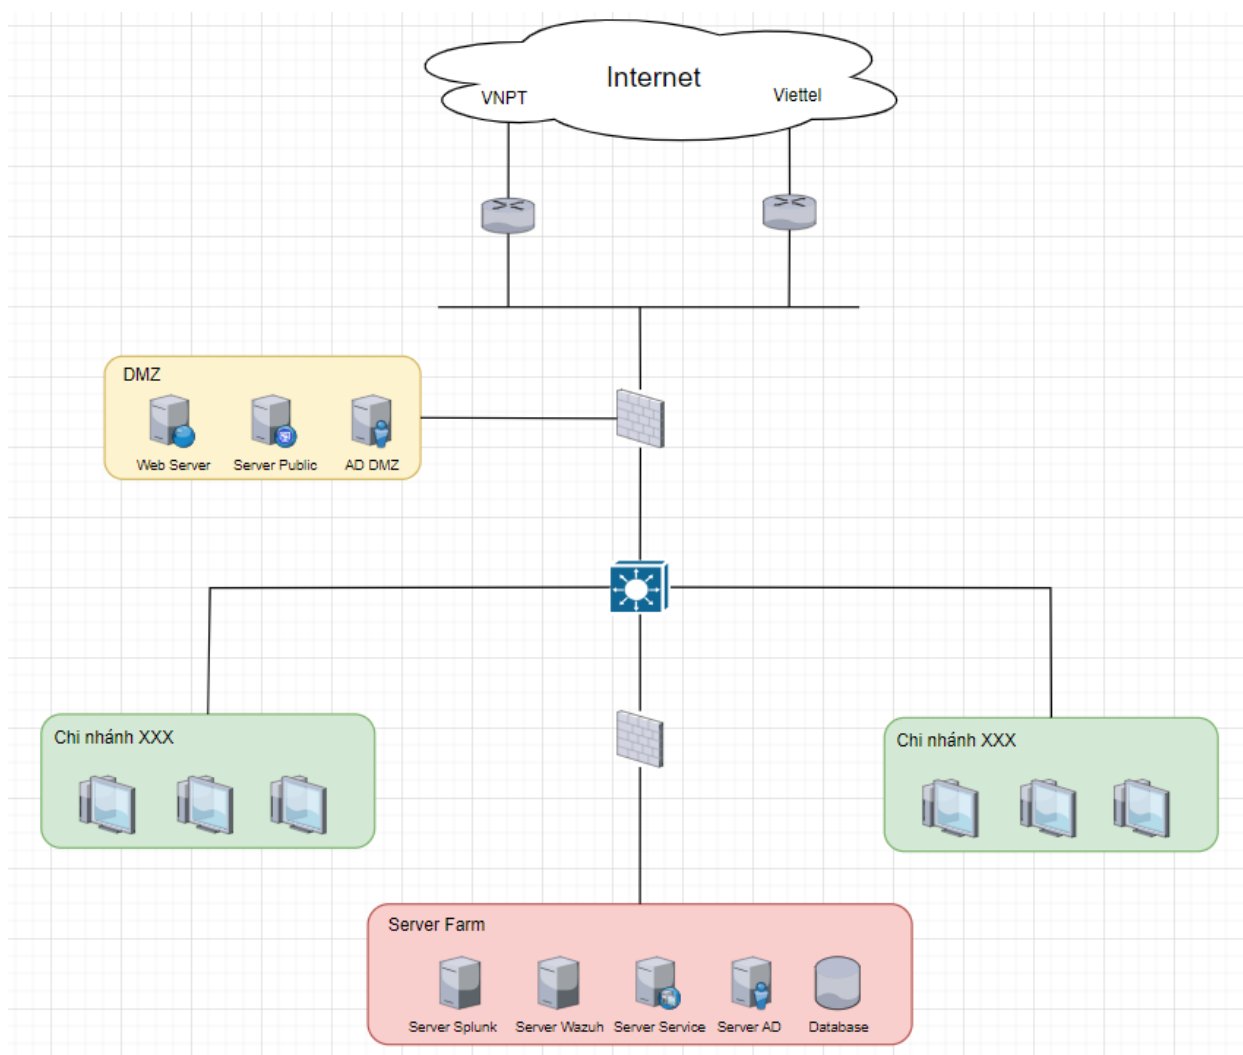 Internet
VNPT
Viettel
DMZ
Web Server
Server Public
AD DMZ
Chi nhánh XXX
Chi nhánh XXX
Server Farm
Server Splunk
Server Wazuh
Server Service
Server AD
Database